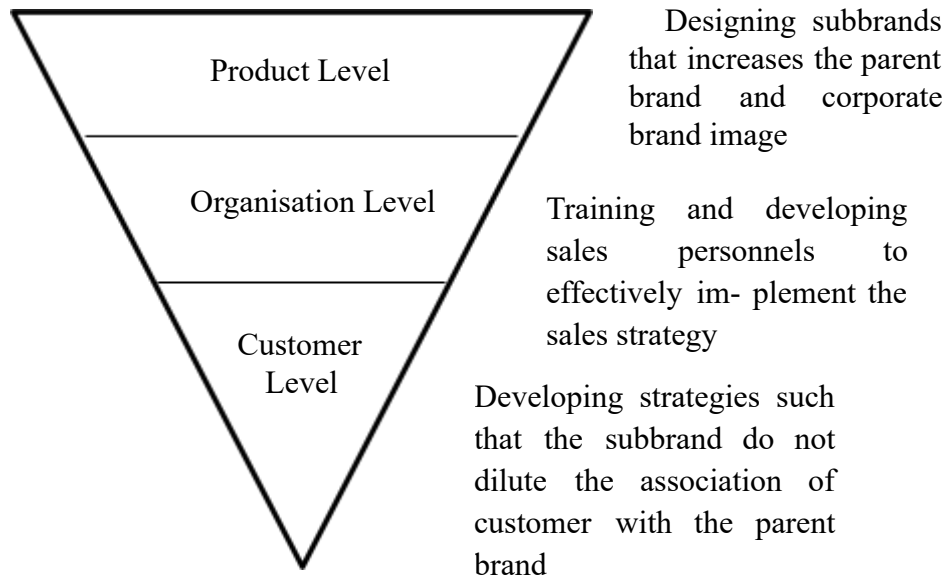 Product Level
Designing subbrands
that increases the parent
brand and corporate
brand image
Organisation Level
Training and developing
sales personnels to
effectively im- plement the
sales strategy
Customer
Level
Developing strategies such
that the subbrand do not
dilute the association of
customer with the parent
brand